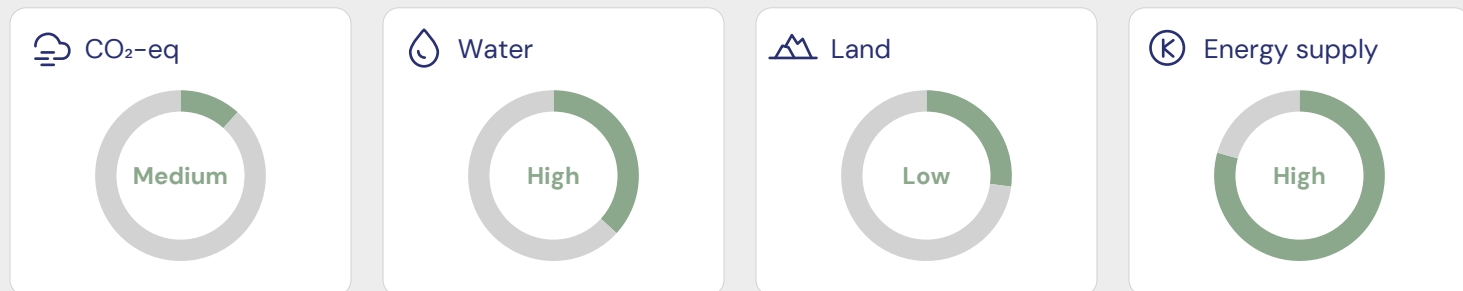 CO₂-eq
Medium
Water
High
Land
Low
Energy supply
High